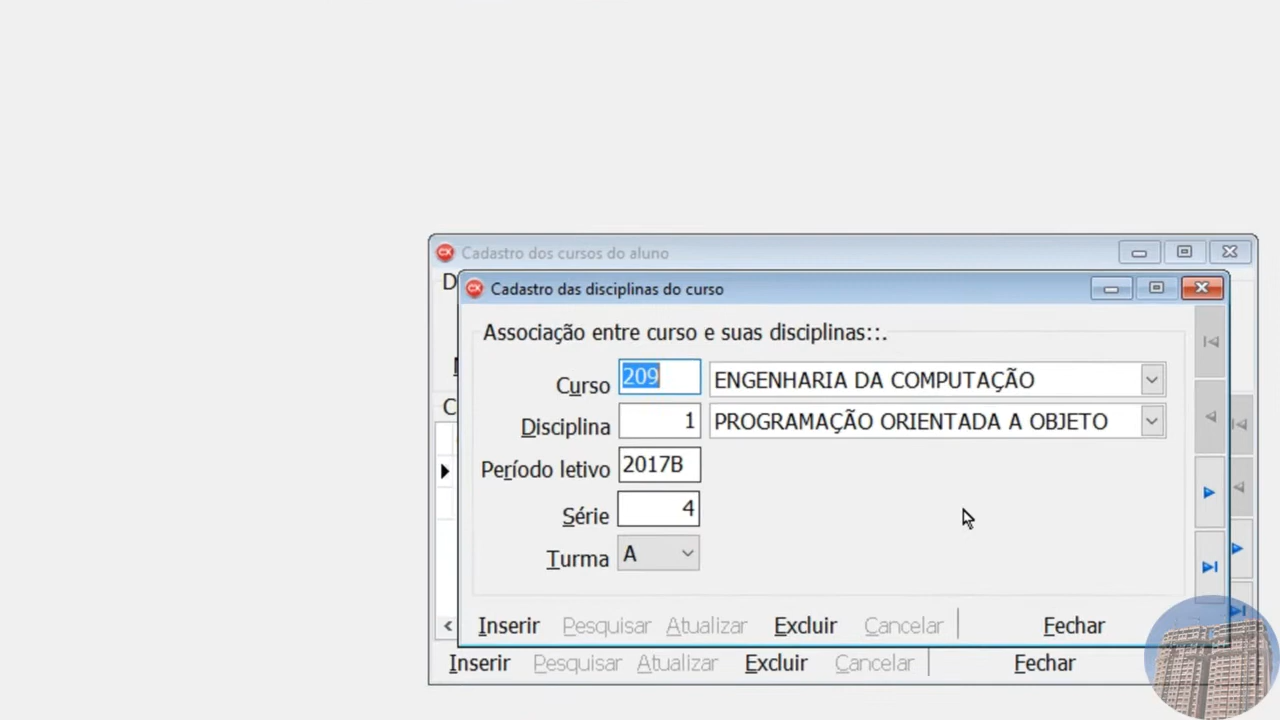 CX Cadastro dos cursos do aluno
D
CX Cadastro das disciplinas do curso
Associação entre curso e suas disciplinas::.
Curso 209 ENGENHARIA DA COMPUTAÇÃO
C
Disciplina 1 PROGRAMAÇÃO ORIENTADA A OBJETO
Período letivo 2017B
Série 4
Turma A
Inserir Pesquisar Atualizar Excluir Cancelar Fechar
Inserir Pesquisar Atualizar Excluir Cancelar Fechar